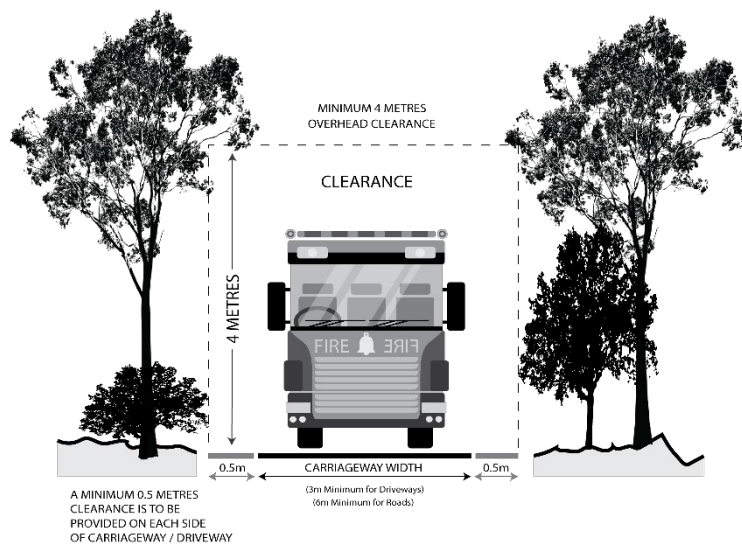 MINIMUM 4 METRES
OVERHEAD CLEARANCE
CLEARANCE
4 METRES
FIRE FIRE
0.5m
CARRIAGEWAY WIDTH
0.5m
(3m Minimum for Driveways)
(6m Minimum for Roads)
A MINIMUM 0.5 METRES
CLEARANCE IS TO BE
PROVIDED ON EACH SIDE
OF CARRIAGEWAY / DRIVEWAY